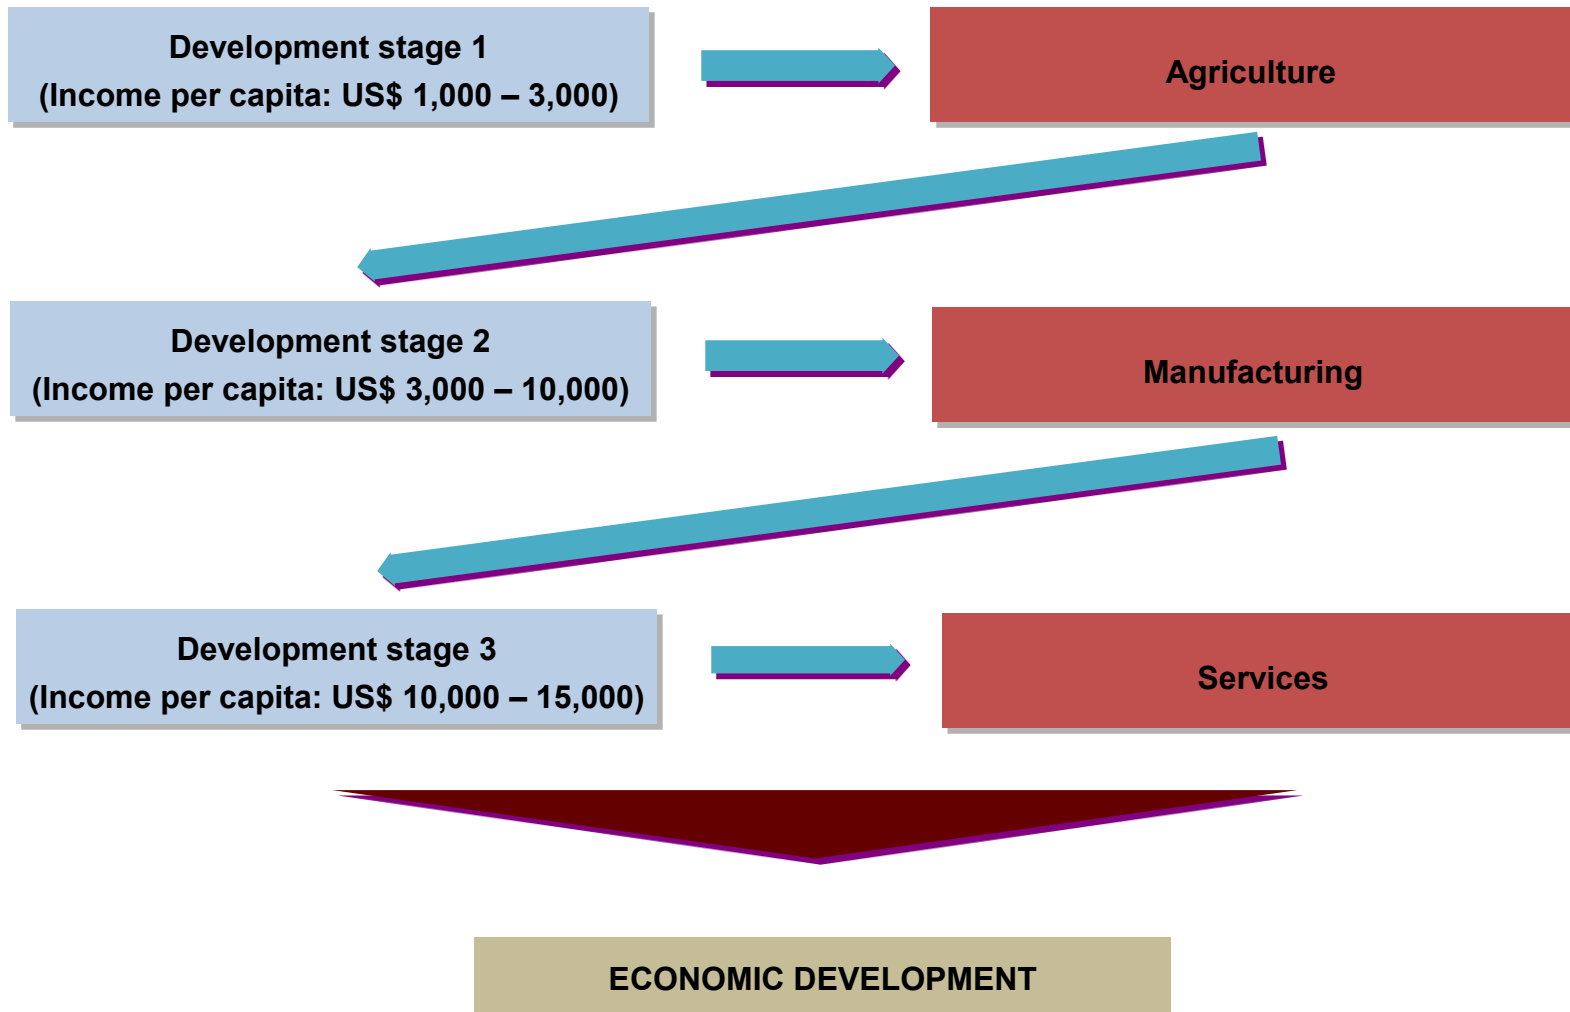 Development stage 1
(Income per capita: US$ 1,000 – 3,000)
Agriculture
Development stage 2
(Income per capita: US$ 3,000 – 10,000)
Manufacturing
Development stage 3
(Income per capita: US$ 10,000 – 15,000)
Services
ECONOMIC DEVELOPMENT